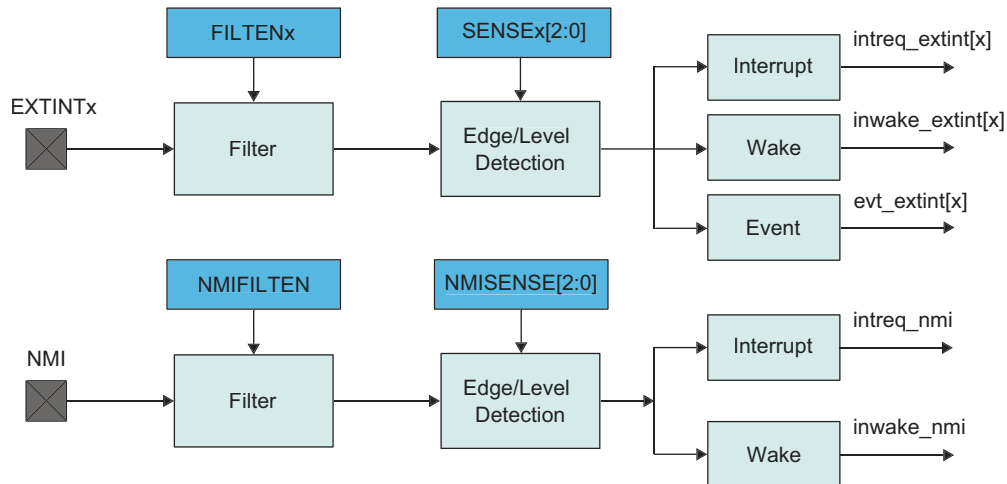 FILTENx
SENSEx[2:0]
intreq_extint[x]
EXTINTx
Filter
Edge/Level
Detection
Interrupt
inwake_extint[x]
Wake
evt_extint[x]
Event
NMIFILTEN
NMISENSE[2:0]
intreq_nmi
NMI
Filter
Edge/Level
Detection
Interrupt
inwake_nmi
Wake